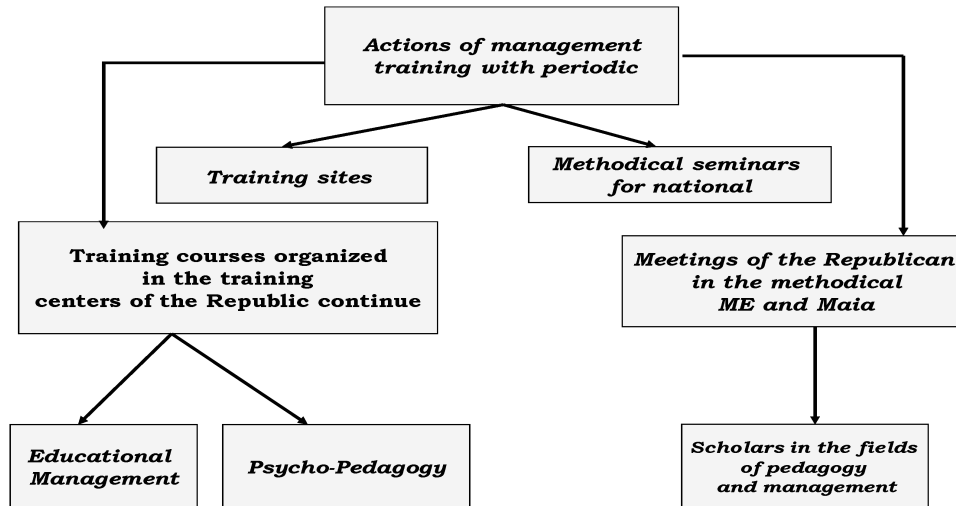 Actions of management
training with periodic
Training sites
Methodical seminars
for national
Training courses organized
in the training
centers of the Republic continue
Meetings of the Republican
in the methodical
ME and Maia
Educational
Management
Psycho-Pedagogy
Scholars in the fields
of pedagogy
and management